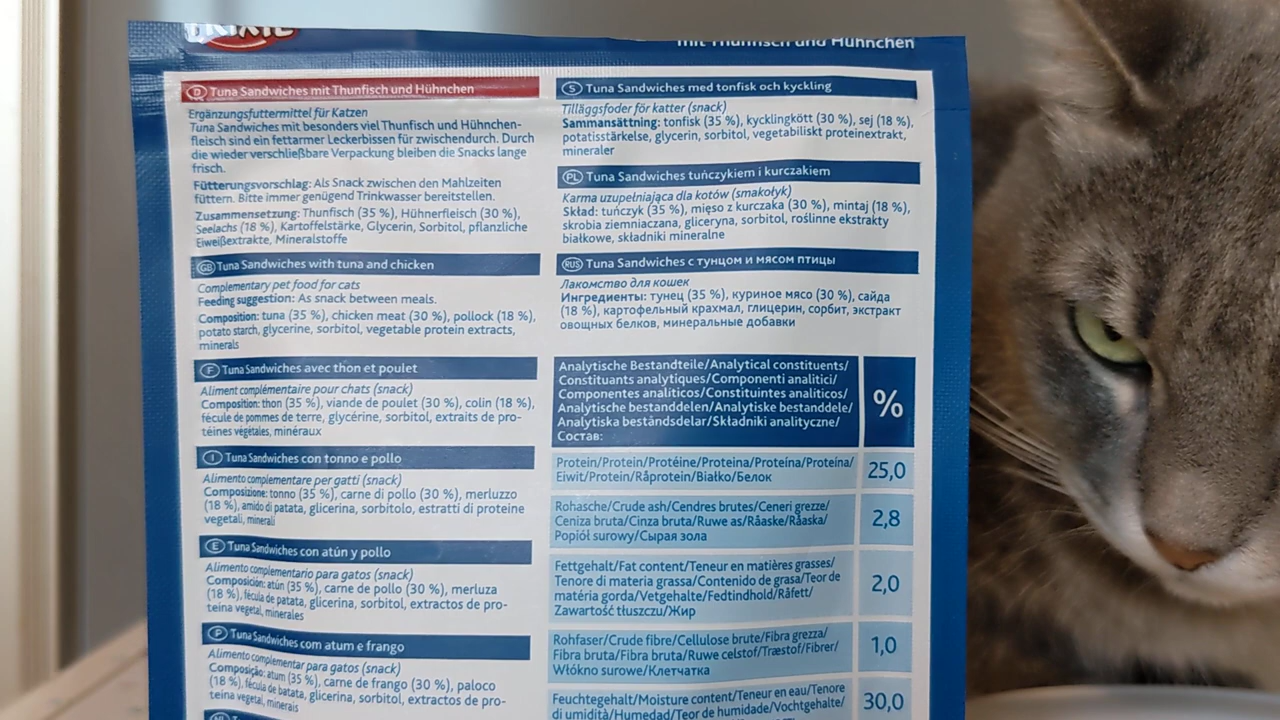 TRIXIE
mit Thunfisch und Hühnchen
D Tuna Sandwiches mit Thunfisch und Hühnchen
Ergänzungsfuttermittel für Katzen
Tuna Sandwiches mit besonders viel Thunfisch und Hühnchen-
fleisch sind ein fettarmer Leckerbissen für zwischendurch. Durch
die wieder verschließbare Verpackung bleiben die Snacks lange
frisch.
Fütterungsvorschlag: Als Snack zwischen den Mahlzeiten
füttern. Bitte immer genügend Trinkwasser bereitstellen.
Zusammensetzung: Thunfisch (35 %), Hühnerfleisch (30 %),
Seelachs (18 %), Kartoffelstärke, Glycerin, Sorbitol, pflanzliche
Eiweißextrakte, Mineralstoffe
GB Tuna Sandwiches with tuna and chicken
Complementary pet food for cats
Feeding suggestion: As snack between meals.
Composition: tuna (35 %), chicken meat (30 %), pollock (18 %),
potato starch, glycerine, sorbitol, vegetable protein extracts,
minerals
F Tuna Sandwiches avec thon et poulet
Aliment complémentaire pour chats (snack)
Composition: thon (35 %), viande de poulet (30 %), colin (18 %),
fécule de pommes de terre, glycérine, sorbitol, extraits de pro-
téines végétales, minéraux
I Tuna Sandwiches con tonno e pollo
Alimento complementare per gatti (snack)
Composizione: tonno (35 %), carne di pollo (30 %), merluzzo
(18 %), amido di patata, glicerina, sorbitolo, estratti di proteine
vegetali, minerali
E Tuna Sandwiches con atún y pollo
Alimento complementario para gatos (snack)
Composición: atún (35 %), carne de pollo (30 %), merluza
(18 %), fécula de patata, glicerina, sorbitol, extractos de pro-
teina vegetal, minerales
P Tuna Sandwiches com atum e frango
Alimento complementar para gatos (snack)
Composição: atum (35 %), carne de frango (30 %), paloco
(18 %), fécula de batata, glicerina, sorbitol, extractos de pro-
teina vegetal, minerais
S Tuna Sandwiches med tonfisk och kyckling
Tilläggsfoder för katter (snack)
Sammansättning: tonfisk (35 %), kycklingkött (30 %), sej (18 %),
potatisstärkelse, glycerin, sorbitol, vegetabiliskt proteinextrakt,
mineraler
PL Tuna Sandwiches tuńczykiem i kurczakiem
Karma uzupełniająca dla kotów (smakołyk)
Skład: tuńczyk (35 %), mięso z kurczaka (30 %), mintaj (18 %),
skrobia ziemniaczana, gliceryna, sorbitol, roślinne ekstrakty
białkowe, składniki mineralne
RUS Tuna Sandwiches с тунцом и мясом птицы
Лакомство для кошек
Ингредиенты: тунец (35 %), куриное мясо (30 %), сайда
(18 %), картофельный крахмал, глицерин, сорбит, экстракт
овощных белков, минеральные добавки
Analytische Bestandteile/Analytical constituents/
Constituants analytiques/Componenti analitici/
Componentes analíticos/Constituintes analíticos/
Analytische bestanddelen/Analytiske bestanddele/
Analytiska beståndsdelar/Składniki analityczne/
Состав:
%
Protein/Protein/Protéine/Proteina/Proteína/Proteína/
Eiwit/Protein/Råprotein/Białko/Белок
25,0
Rohasche/Crude ash/Cendres brutes/Ceneri grezze/
Ceniza bruta/Cinza bruta/Ruwe as/Råaske/Råaska/
Popiół surowy/Сырая зола
2,8
Fettgehalt/Fat content/Teneur en matières grasses/
Tenore di materia grassa/Contenido de grasa/Teor de
matéria gorda/Vetgehalte/Fedtindhold/Råfett/
Zawartość tłuszczu/Жир
2,0
Rohfaser/Crude fibre/Cellulose brute/Fibra grezza/
Fibra bruta/Fibra bruta/Ruwe celstof/Træstof/Fibrer/
Włókno surowe/Клетчатка
1,0
Feuchtegehalt/Moisture content/Teneur en eau/Tenore
di umidità/Humedad/Teor de humidade/Vochtgehalte/
30,0